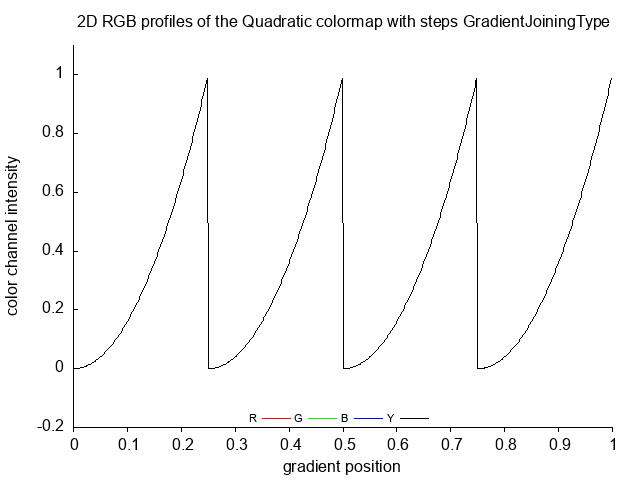 2D RGB profiles of the Quadratic colormap with steps GradientJoiningType
color channel intensity
1
0.8
0.6
0.4
0.2
0
-0.2
R G B Y
0 0.1 0.2 0.3 0.4 0.5 0.6 0.7 0.8 0.9 1
gradient position